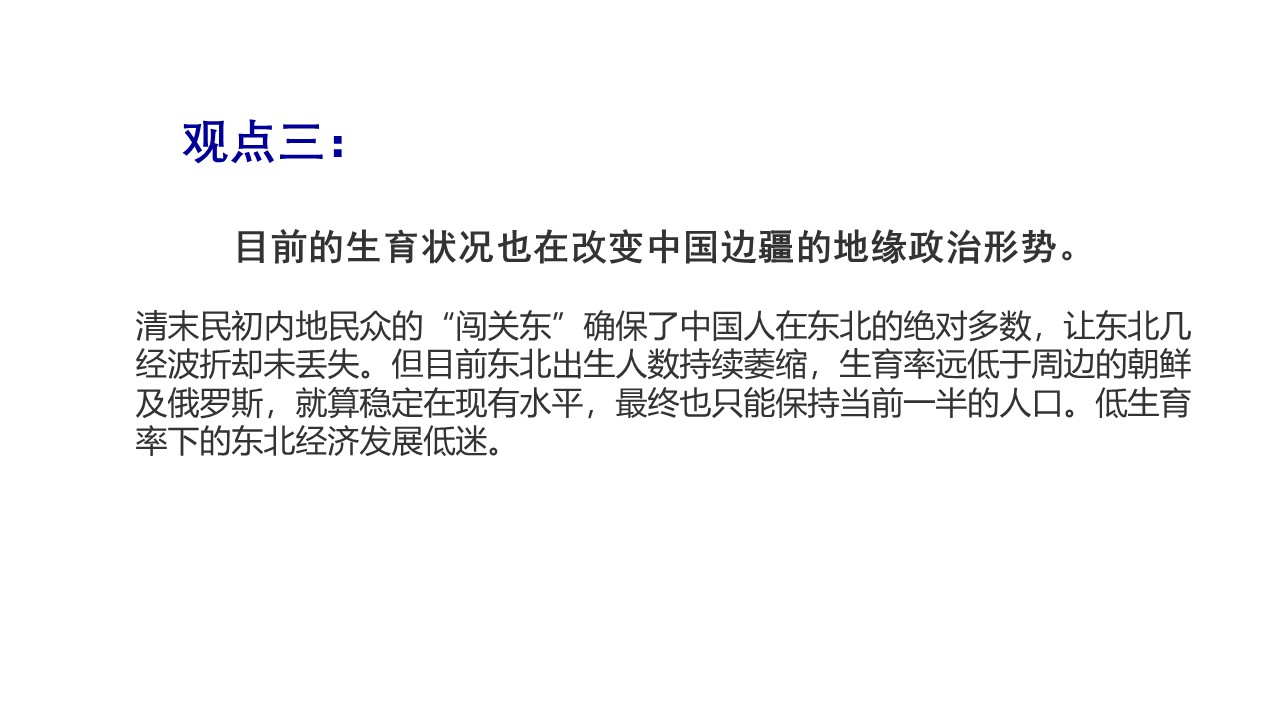 观点三：
目前的生育状况也在改变中国边疆的地缘政治形势。
清末民初内地民众的“闯关东”确保了中国人在东北的绝对多数，让东北几
经波折却未丢失。但目前东北出生人数持续萎缩，生育率远低于周边的朝鲜
及俄罗斯，就算稳定在现有水平，最终也只能保持当前一半的人口。低生育
率下的东北经济发展低迷。